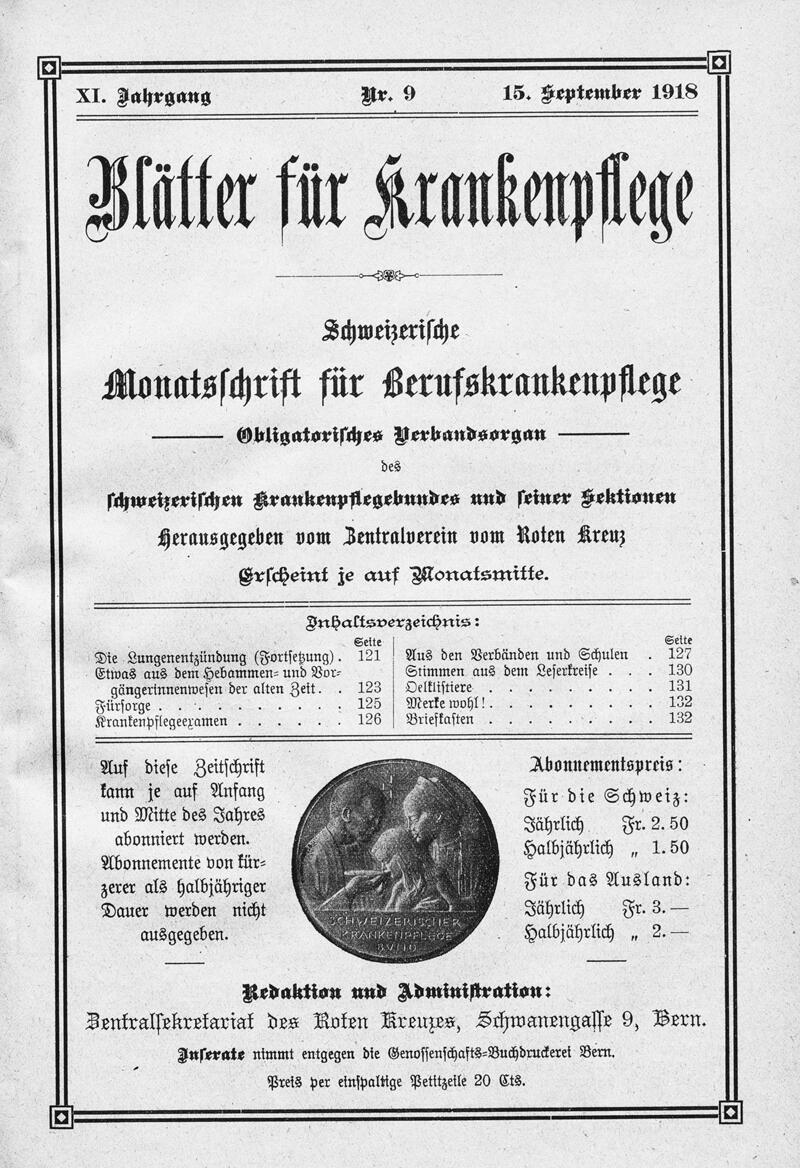 XI. Jahrgang Nr. 9 15. September 1918
Blätter für Krankenpflege
Schweizerische
Monatsschrift für Berufskrankenpflege
Obligatorisches Verbandsorgan
des
schweizerischen Krankenpflegebundes und seiner Sektionen
Herausgegeben vom Zentralverein vom Roten Kreuz
Erscheint je auf Monatsmitte.
Inhaltsverzeichnis:
Seite
Die Lungenentzündung (Fortsetzung). 121
Etwas aus dem Hebammen- und Vor-
gängerinnenwesen der alten Zeit. . 123
Fürsorge . . . . . . . . . . 125
Krankenpflegeexamen . . . . . . 126
Seite
Aus den Verbänden und Schulen . 127
Stimmen aus dem Leserkreise . . . 130
Oelklistiere . . . . . . . . . 131
Merke wohl! . . . . . . . . . 132
Briefkasten . . . . . . . . . 132
Auf diese Zeitschrift
kann je auf Anfang
und Mitte des Jahres
abonniert werden.
Abonnemente von kür-
zerer als halbjähriger
Dauer werden nicht
ausgegeben.
SCHWEIZERISCHER
KRANKENPFLEGE
BVND
Abonnementspreis:
Für die Schweiz:
Jährlich Fr. 2.50
Halbjährlich „ 1.50
Für das Ausland:
Jährlich Fr. 3.—
Halbjährlich „ 2.—
Redaktion und Administration:
Zentralsekretariat des Roten Kreuzes, Schwanengasse 9, Bern.
Inserate nimmt entgegen die Genossenschafts-Buchdruckerei Bern.
Preis per einspaltige Petitzeile 20 Cts.